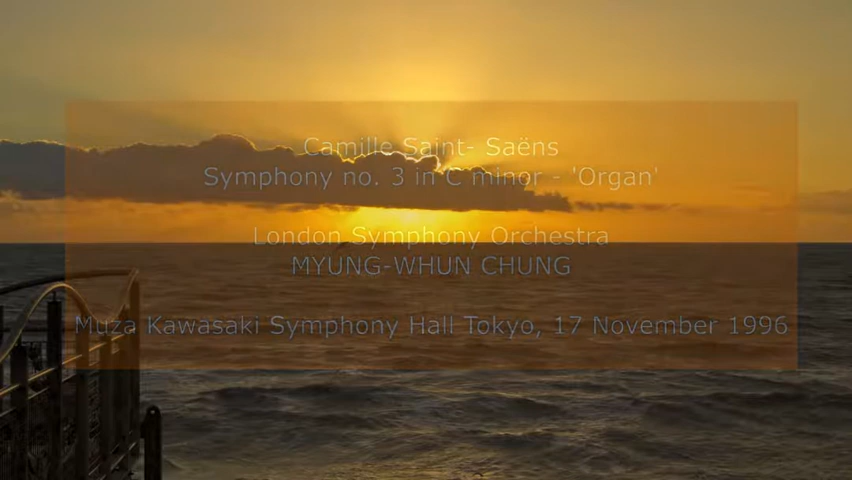 Camille Saint- Saëns
Symphony no. 3 in C minor - 'Organ'
London Symphony Orchestra
MYUNG-WHUN CHUNG
Muza Kawasaki Symphony Hall Tokyo, 17 November 1996